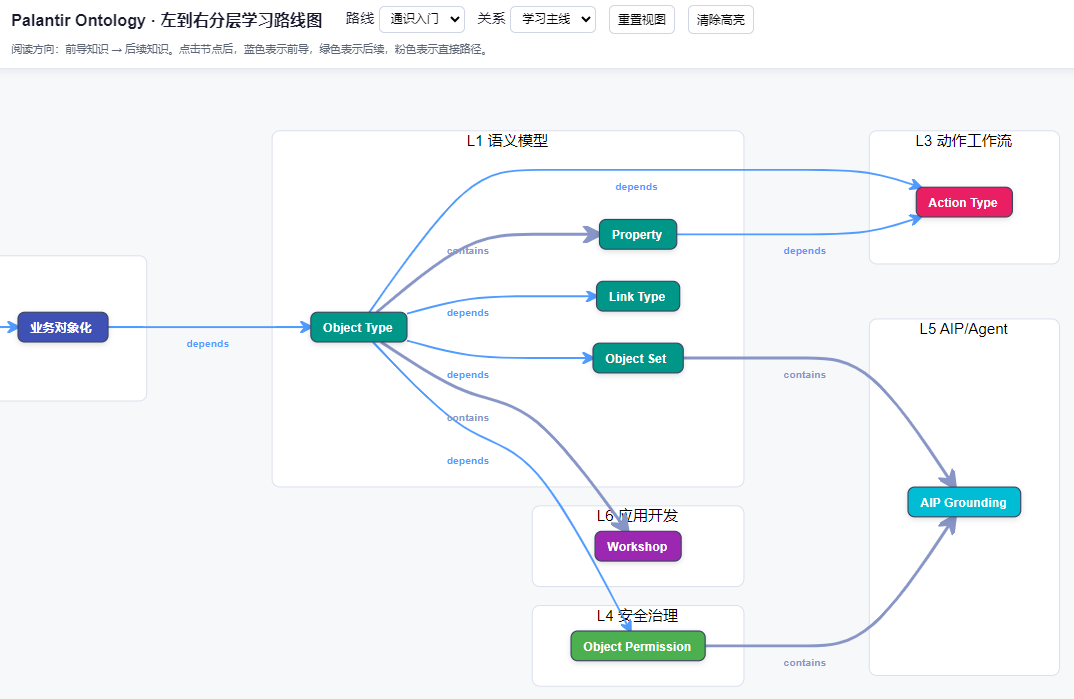 Palantir Ontology · 左到右分层学习路线图
路线 通识入门 关系 学习主线 重置视图 清除高亮
阅读方向：前导知识 → 后续知识。点击节点后，蓝色表示前导，绿色表示后续，粉色表示直接路径。
L1 语义模型
L3 动作工作流
depends
Action Type
Property
contains
depends
Link Type
depends
业务对象化
Object Type
depends
L5 AIP/Agent
Object Set
depends
contains
contains
depends
AIP Grounding
L6 应用开发
Workshop
L4 安全治理
Object Permission
contains